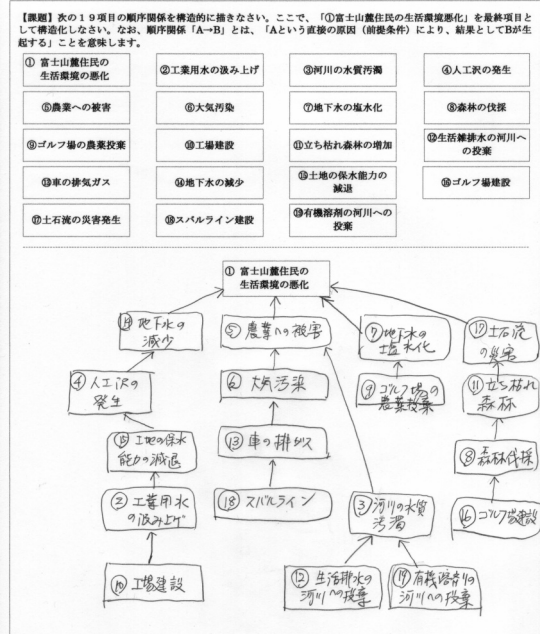 【課題】次の19項目の順序関係を構造的に描きなさい。ここで、「①富士山麓住民の生活環境悪化」を最終項目と
して構造化しなさい。なお、順序関係「A→B」とは、「Aという直接の原因（前提条件）により、結果としてBが生
起する」ことを意味します。
① 富士山麓住民の
生活環境の悪化
②工業用水の汲み上げ
③河川の水質汚濁
④人工沢の発生
⑤農業への被害
⑥大気汚染
⑦地下水の塩水化
⑧森林の伐採
⑨ゴルフ場の農薬投棄
⑩工場建設
⑪立ち枯れ森林の増加
⑫生活雑排水の河川へ
の投棄
⑬車の排気ガス
⑭地下水の減少
⑮土地の保水能力の
減退
⑯ゴルフ場建設
⑰土石流の災害発生
⑱スバルライン建設
⑲有機溶剤の河川への
投棄
① 富士山麓住民の
生活環境の悪化
⑭地下水の
減少
⑤農業への被害
⑦地下水の
塩水化
⑰土石流
の災害
④人工沢の
発生
⑥大気汚染
⑨ゴルフ場の
農薬投棄
⑪立ち枯れ
森林
⑮土地の保水
能力の減退
⑬車の排ガス
⑧森林伐採
②工業用水
の汲み上げ
⑱スバルライン
③河川の水質
汚濁
⑯ゴルフ場建設
⑩工場建設
⑫生活排水の
河川への投棄
⑲有機溶剤の
河川への投棄